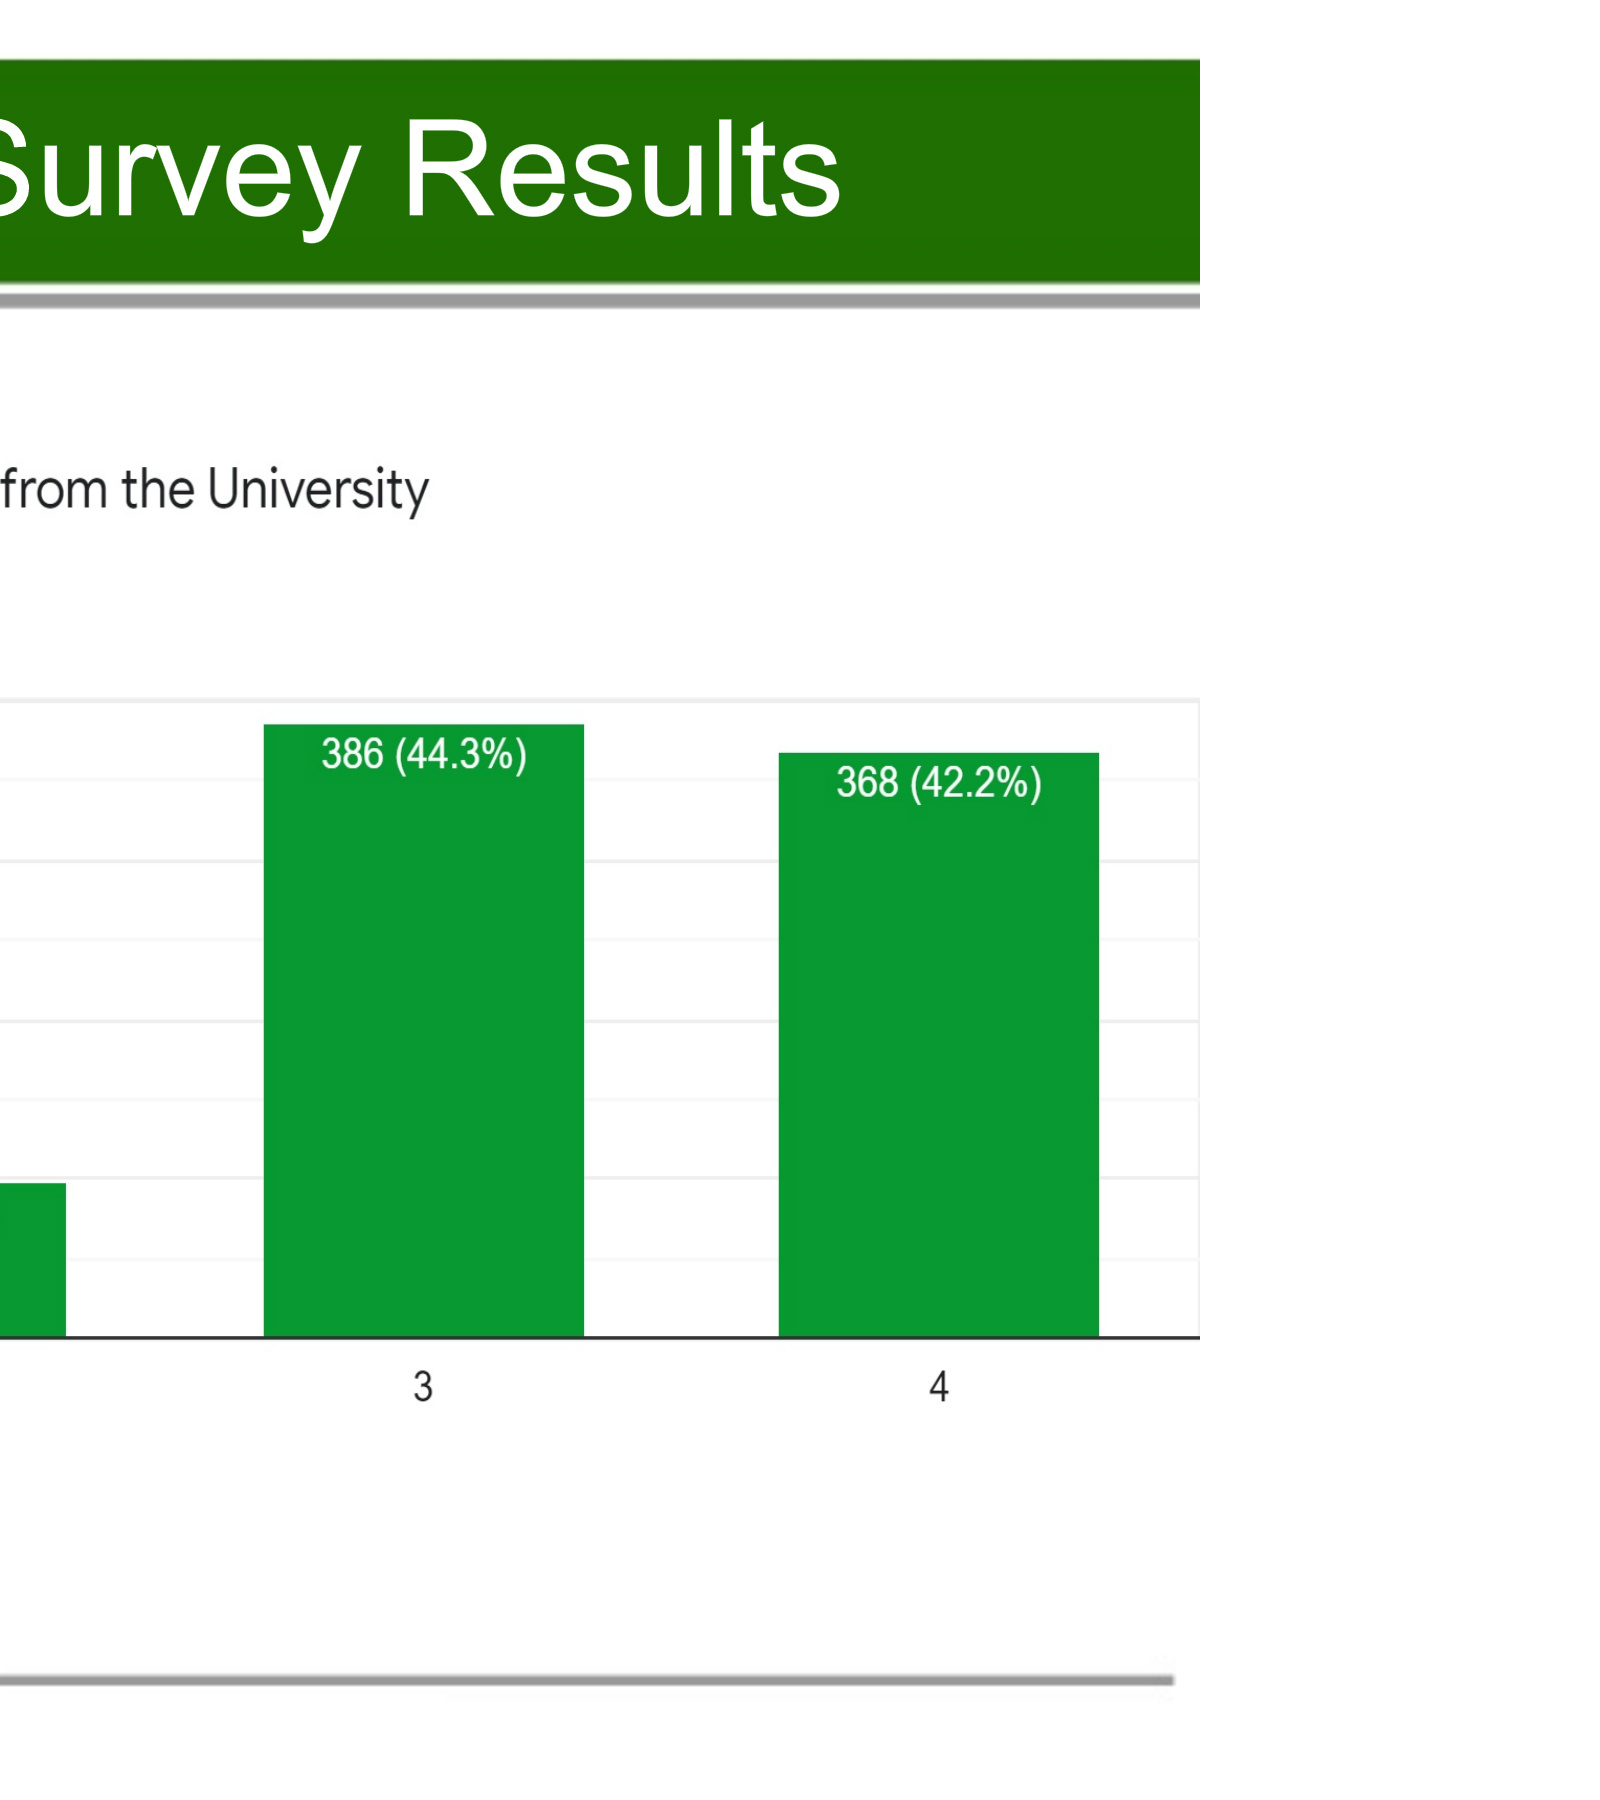 Survey Results
from the University
386 (44.3%)
368 (42.2%)
3
4